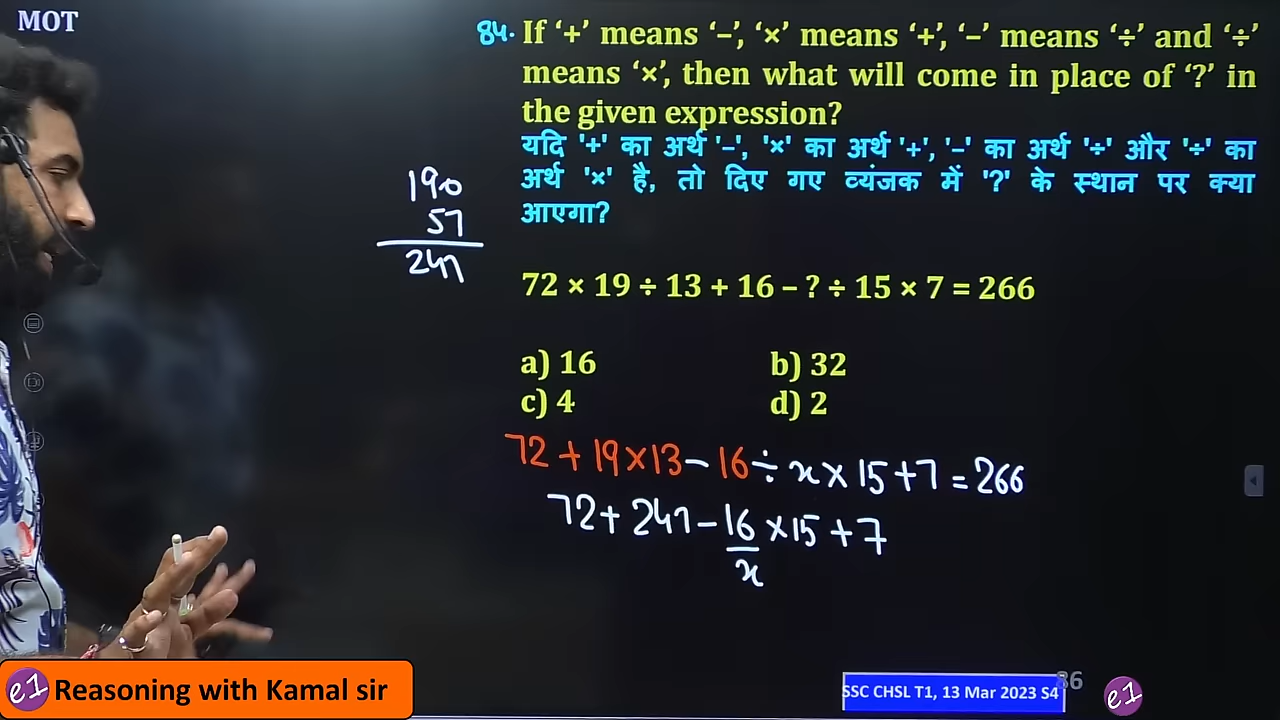 MOT
84. If ‘+’ means ‘–’, ‘×’ means ‘+’, ‘–’ means ‘÷’ and ‘÷’
means ‘×’, then what will come in place of ‘?’ in
the given expression?
यदि '+' का अर्थ '–', '×' का अर्थ '+', '–' का अर्थ '÷' और '÷' का
अर्थ '×' है, तो दिए गए व्यंजक में '?' के स्थान पर क्या
आएगा?
190
57
247
72 × 19 ÷ 13 + 16 – ? ÷ 15 × 7 = 266
a) 16 b) 32
c) 4 d) 2
72 + 19 × 13 – 16 ÷ x × 15 + 7 = 266
72 + 247 – 16/x × 15 + 7
e1 Reasoning with Kamal sir
SSC CHSL T1, 13 Mar 2023 S4
86
e1